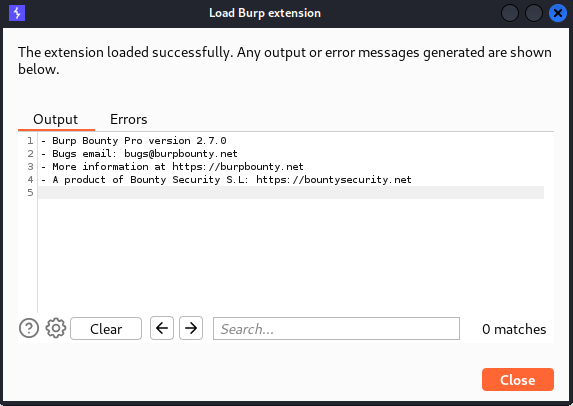 Load Burp extension
The extension loaded successfully. Any output or error messages generated are shown
below.
Output Errors
1 - Burp Bounty Pro version 2.7.0
2 - Bugs email: bugs@burpbounty.net
3 - More information at https://burpbounty.net
4 - A product of Bounty Security S.L: https://bountysecurity.net
5
? Clear Search... 0 matches
Close